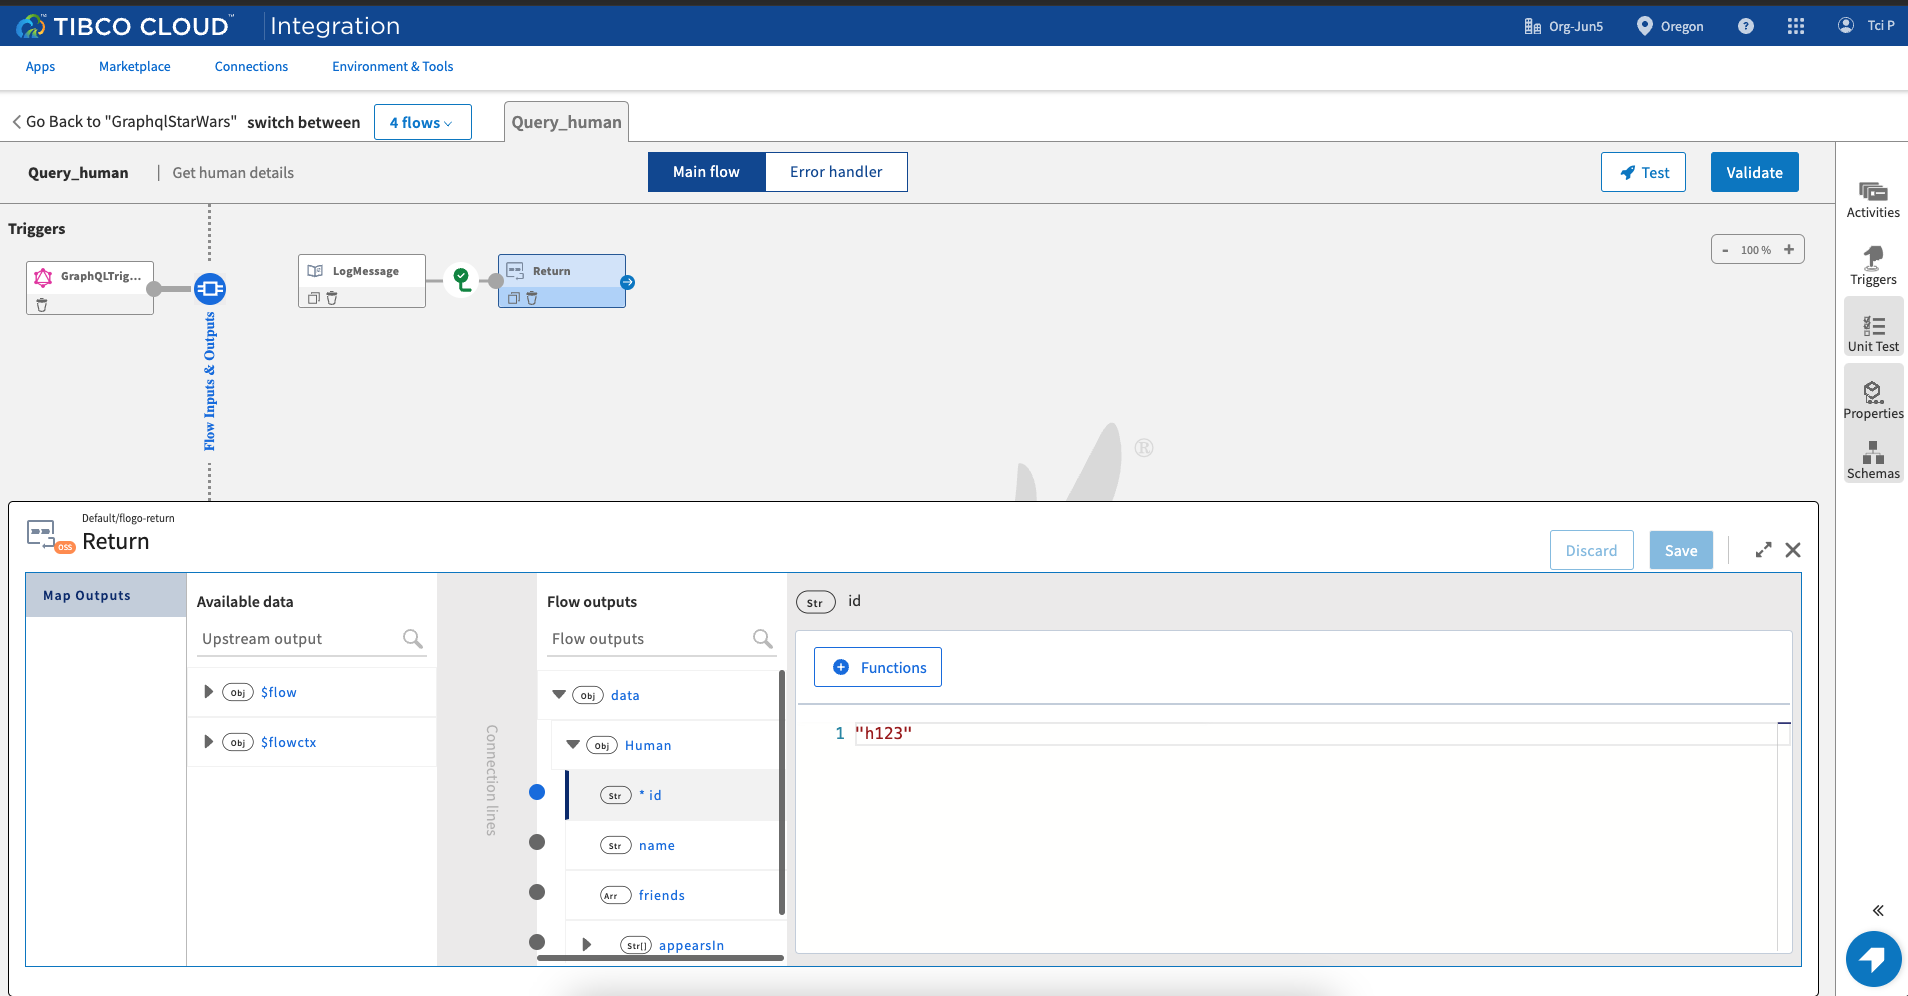 TIBCO CLOUD™ Integration
Org-Jun5 Oregon ? Tci P
Apps Marketplace Connections Environment & Tools
Go Back to "GraphqlStarWars" switch between 4 flows Query_human
Query_human | Get human details Main flow Error handler Test Validate
Triggers
GraphQLTrig... LogMessage Return
- 100 % +
Flow Inputs & Outputs
®
Activities
Triggers
Unit Test
Properties
Schemas
Default/flogo-return
OSS Return
Discard Save
Map Outputs
Available data
Upstream output
Obj $flow
Obj $flowctx
Connection lines
Flow outputs
Flow outputs
Obj data
Obj Human
Str * id
Str name
Arr friends
Str[] appearsIn
Str id
Functions
1 "h123"